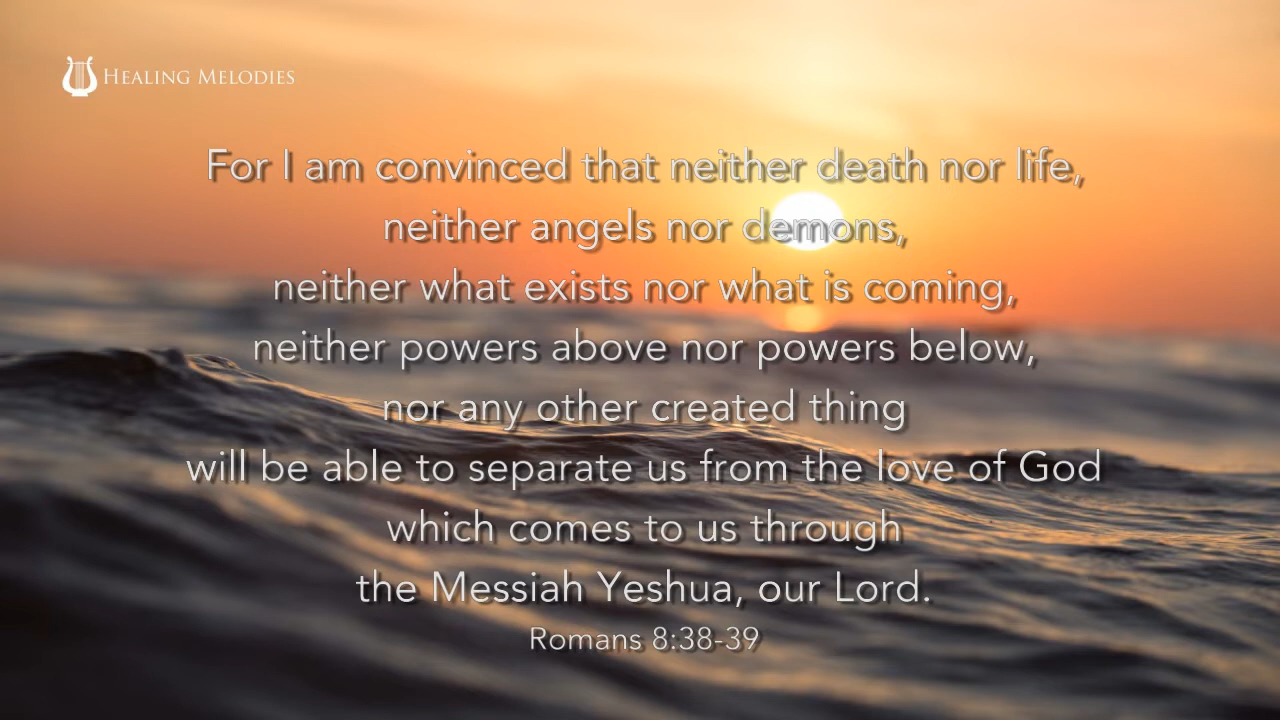 HEALING MELODIES
For I am convinced that neither death nor life,
neither angels nor demons,
neither what exists nor what is coming,
neither powers above nor powers below,
nor any other created thing
will be able to separate us from the love of God
which comes to us through
the Messiah Yeshua, our Lord.
Romans 8:38-39